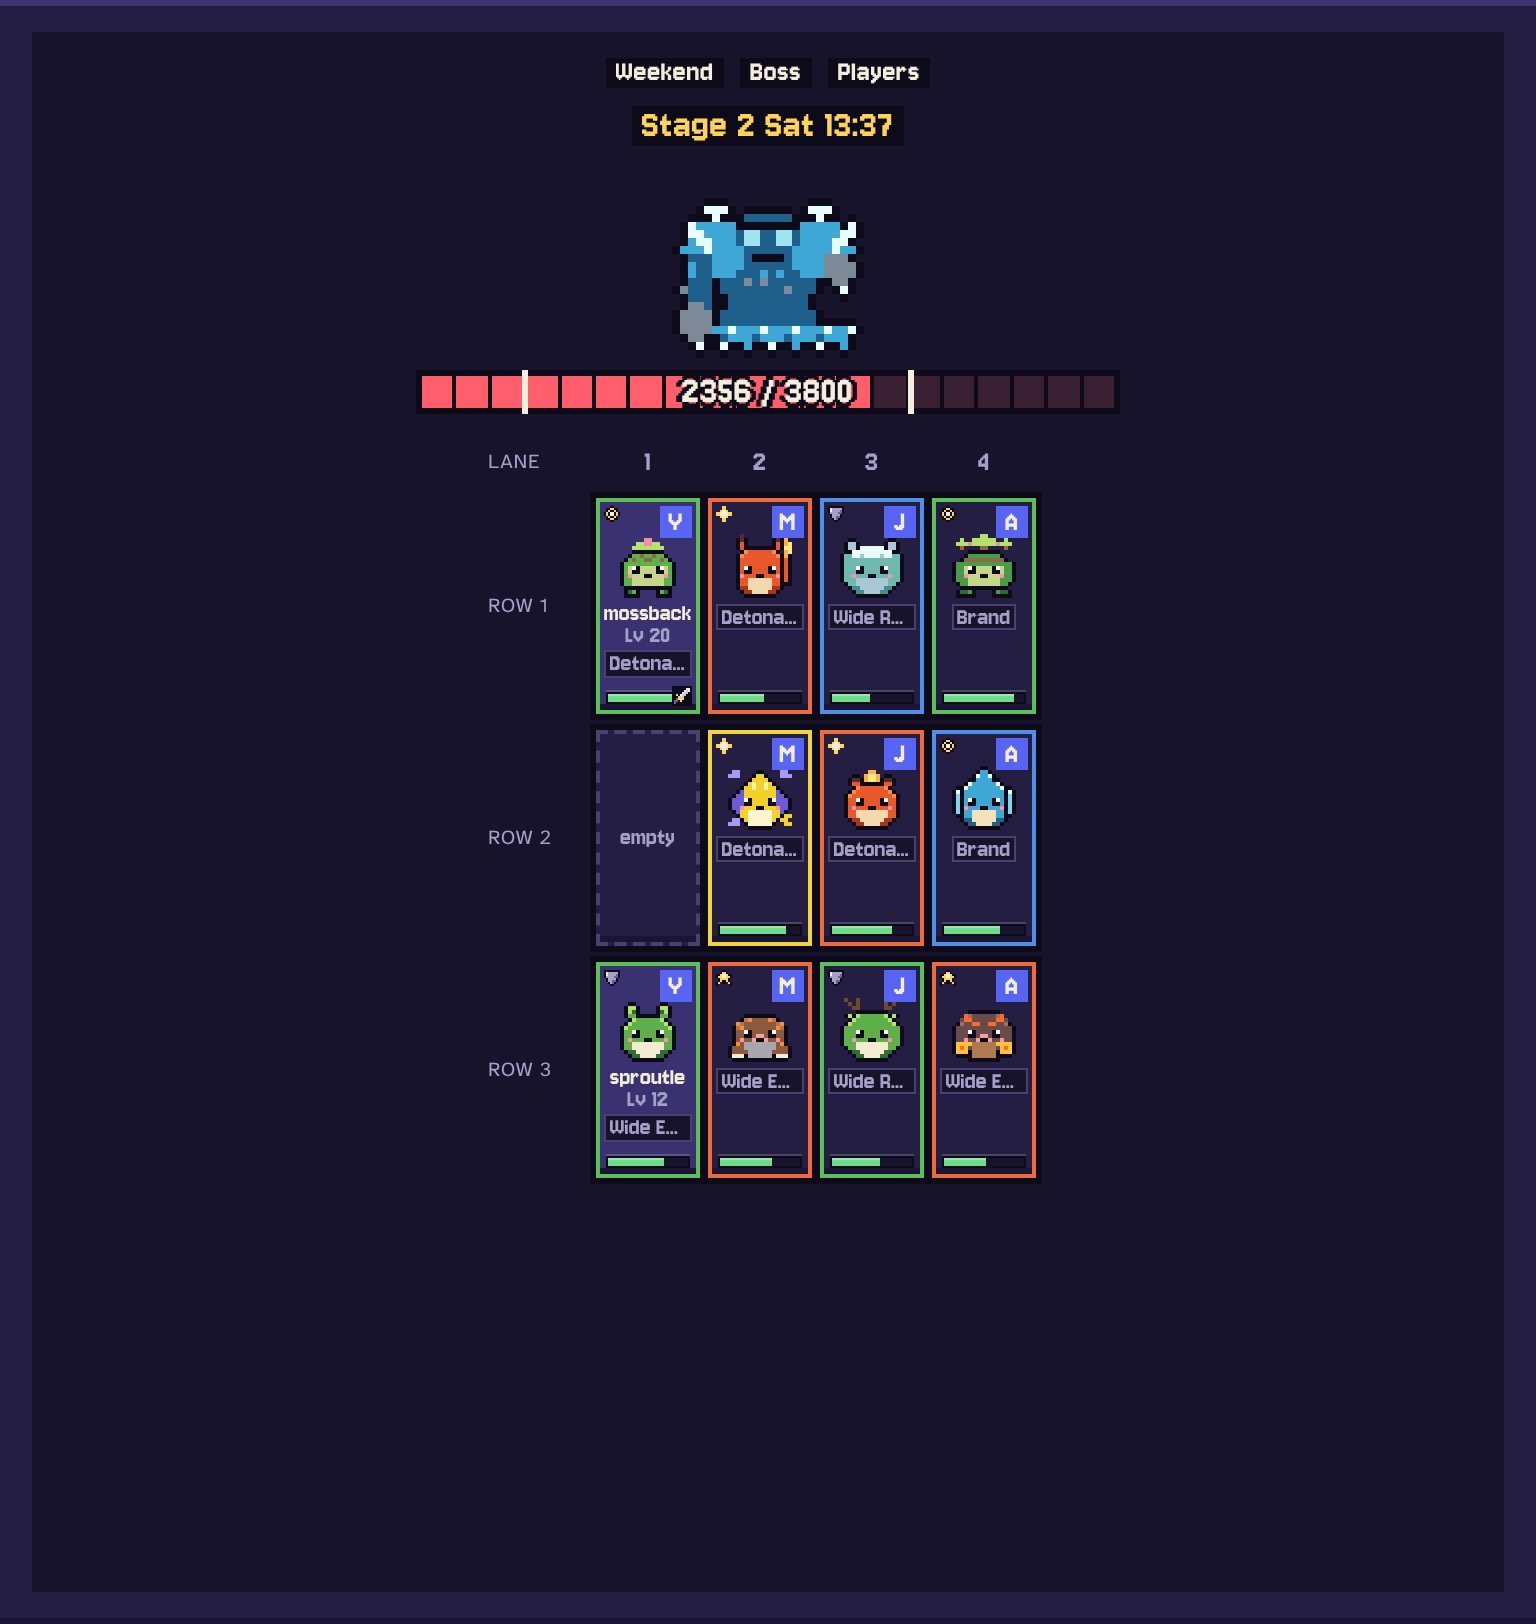 Weekend Boss Players
Stage 2 Sat 13:37
2356 / 3800
LANE 1 2 3 4
Y M J A
ROW 1
mossback
Lv 20
Detona... Detona... Wide R... Brand
M J A
ROW 2
empty
Detona... Detona... Brand
Y M J A
ROW 3
sproutle
Lv 12
Wide E... Wide E... Wide R... Wide E...